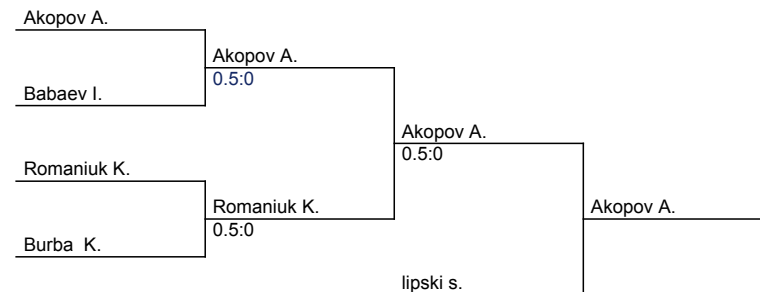 Akopov A.
Akopov A.
0.5:0
Babaev I.
Akopov A.
0.5:0
Romaniuk K.
Romaniuk K.
0.5:0
Akopov A.
Burba  K.
lipski s.